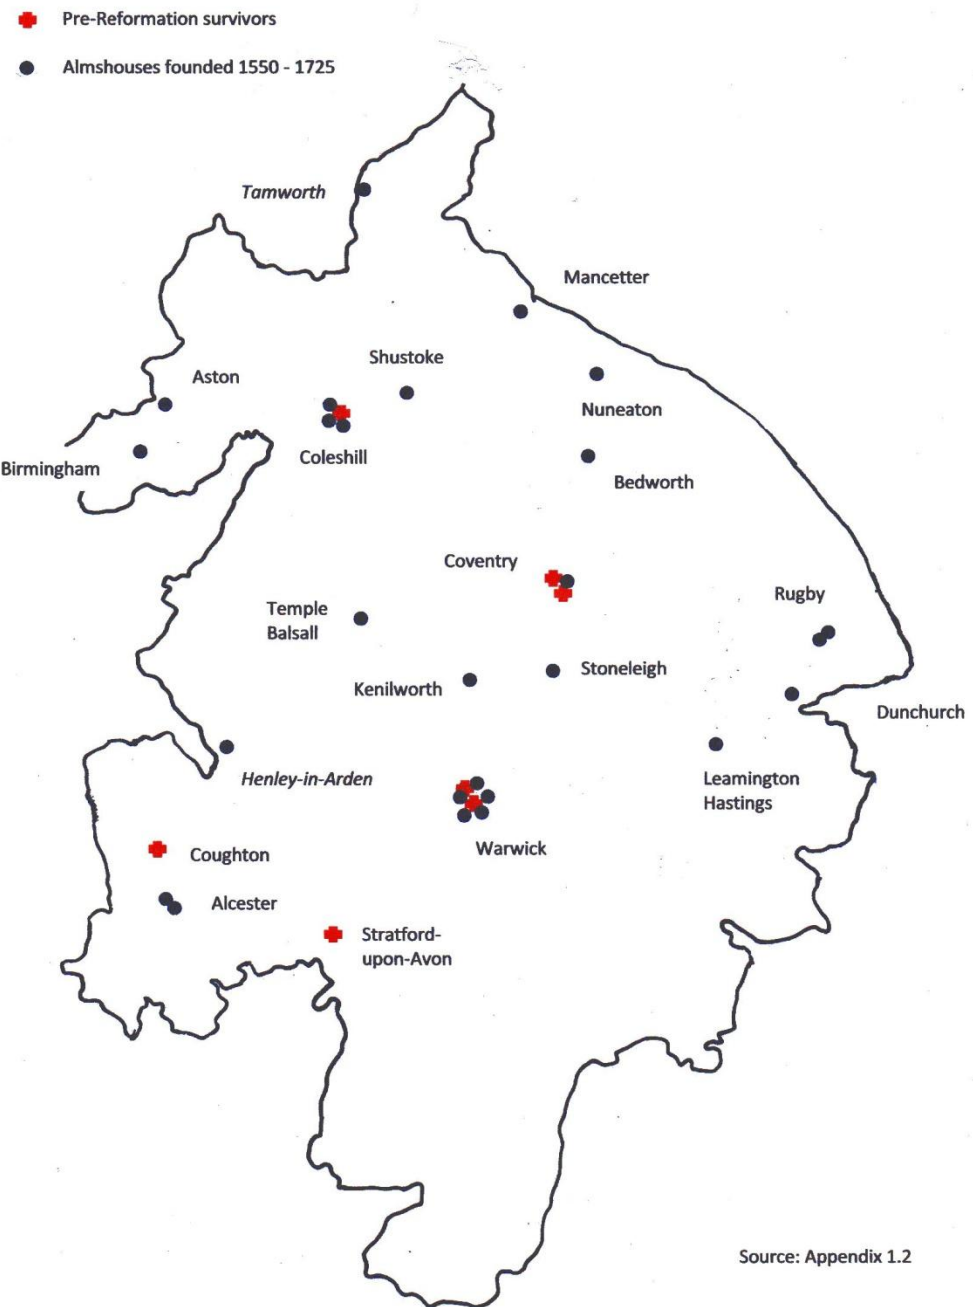 Pre-Reformation survivors
Almshouses founded 1550 - 1725
Tamworth
Mancetter
Shustoke
Aston
Nuneaton
Birmingham
Coleshill
Bedworth
Coventry
Rugby
Temple
Balsall
Stoneleigh
Kenilworth
Dunchurch
Henley-in-Arden
Leamington
Hastings
Warwick
Coughton
Alcester
Stratford-
upon-Avon
Source: Appendix 1.2